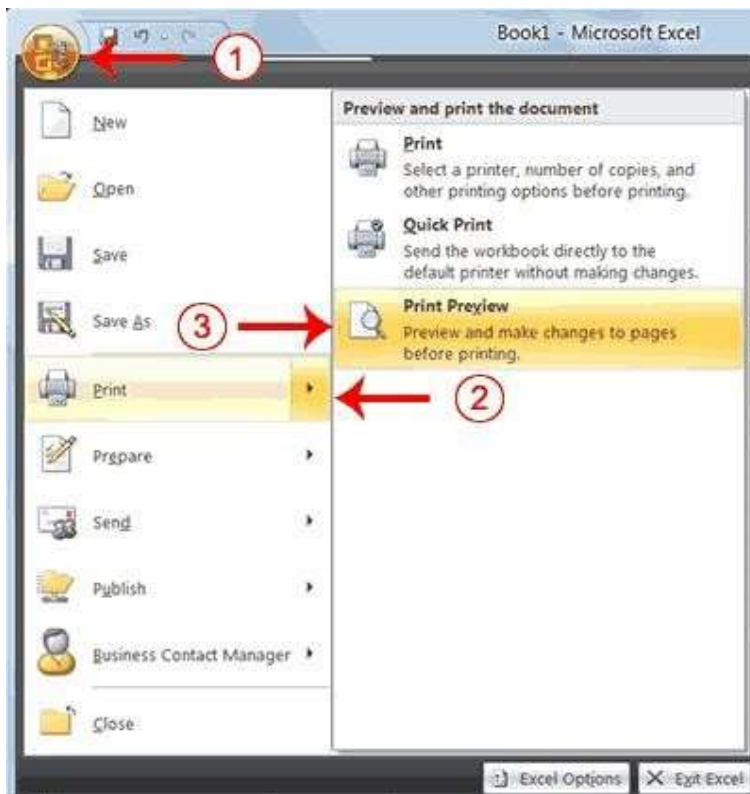 Book1 - Microsoft Excel
1
New
Open
Save
Save As
3
Print
2
Prepare
Send
Publish
Business Contact Manager
Close
Preview and print the document
Print
Select a printer, number of copies, and
other printing options before printing.
Quick Print
Send the workbook directly to the
default printer without making changes.
Print Preview
Preview and make changes to pages
before printing.
Excel Options
Exit Excel